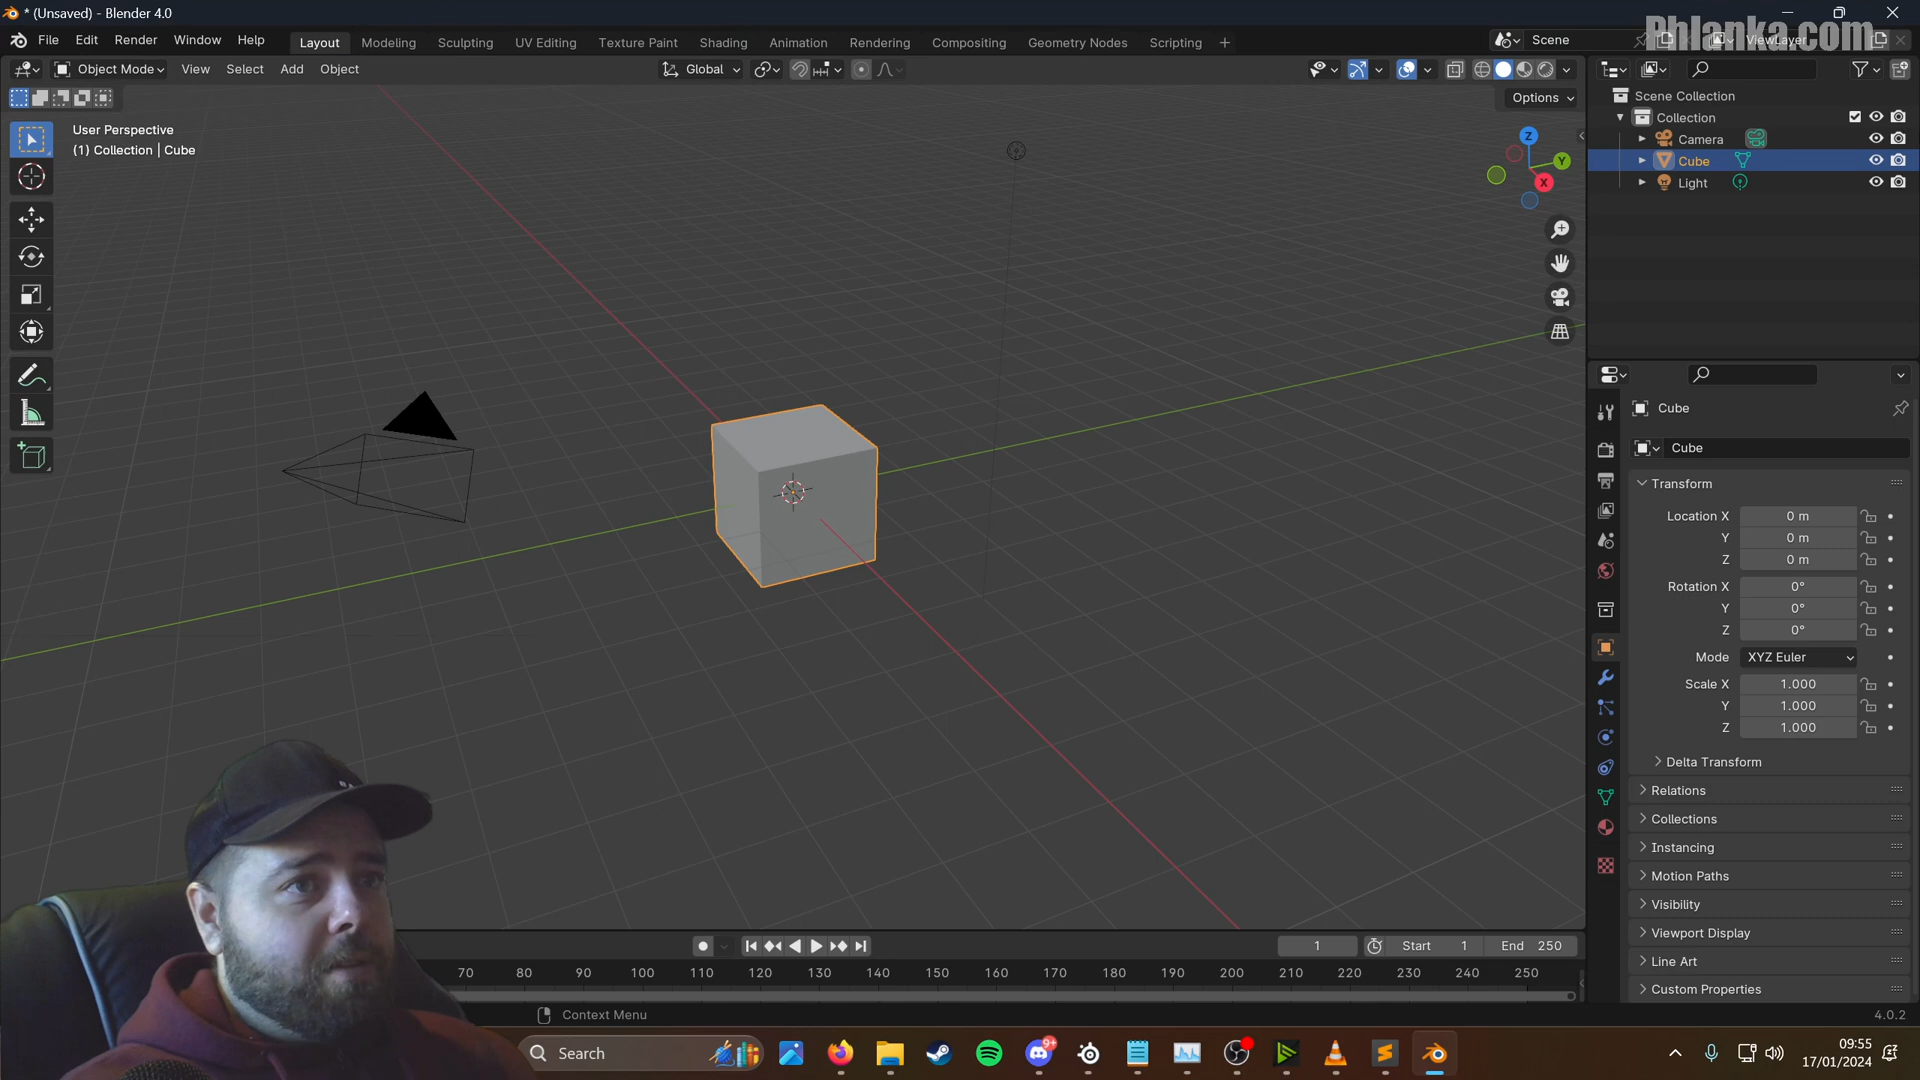 * (Unsaved) - Blender 4.0
File Edit Render Window Help Layout Modeling Sculpting UV Editing Texture Paint Shading Animation Rendering Compositing Geometry Nodes Scripting + Scene ViewLayer
Phlanka.com
Object Mode View Select Add Object Global
Options
User Perspective
(1) Collection | Cube
Z
Y
X
Scene Collection
Collection
Camera
Cube
Light
Cube
Cube
Transform
Location X 0 m
Y 0 m
Z 0 m
Rotation X 0°
Y 0°
Z 0°
Mode XYZ Euler
Scale X 1.000
Y 1.000
Z 1.000
Delta Transform
Relations
Collections
Instancing
Motion Paths
Visibility
Viewport Display
Line Art
Custom Properties
1 Start 1 End 250
70 80 90 100 110 120 130 140 150 160 170 180 190 200 210 220 230 240 250
Context Menu
4.0.2
Search
9+
09:55
17/01/2024